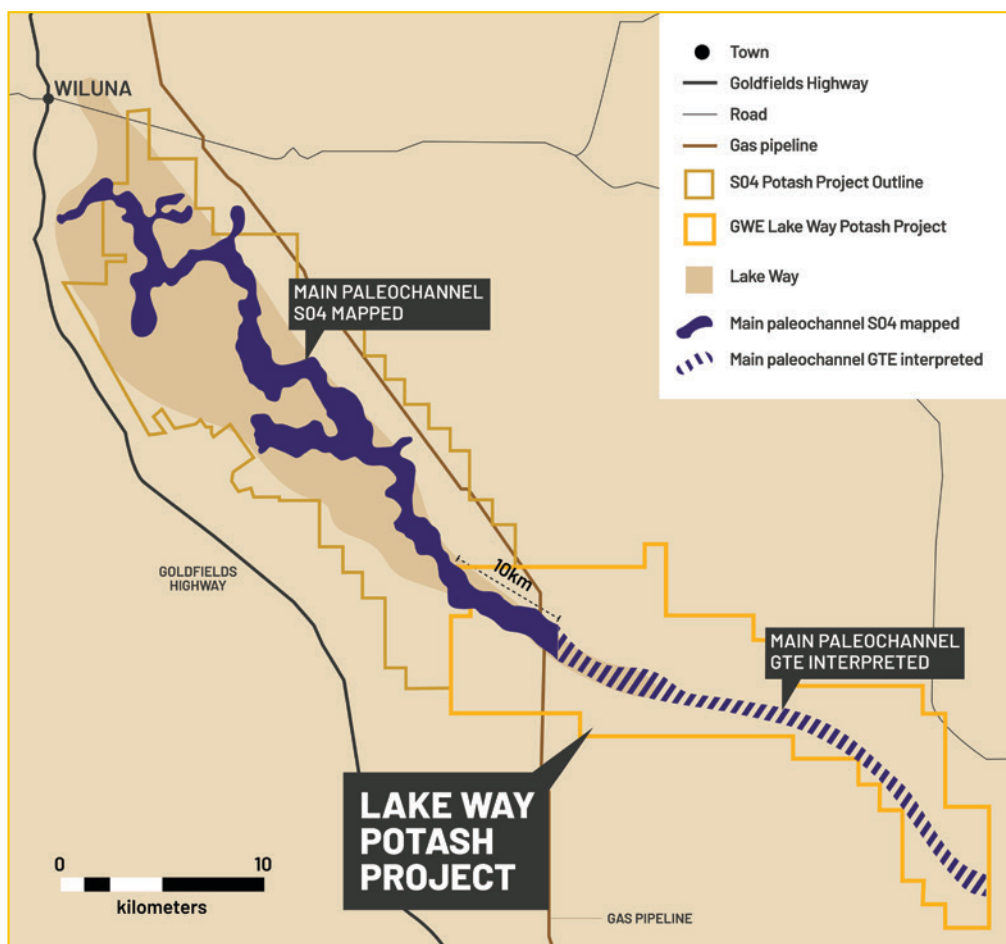 WILUNA
Town
Goldfields Highway
Road
Gas pipeline
S04 Potash Project Outline
GWE Lake Way Potash Project
Lake Way
Main paleochannel S04 mapped
Main paleochannel GTE interpreted
MAIN PALEOCHANNEL
S04 MAPPED
GOLDFIELDS
HIGHWAY
10km
MAIN PALEOCHANNEL
GTE INTERPRETED
LAKE WAY
POTASH
PROJECT
0 10
kilometers
GAS PIPELINE